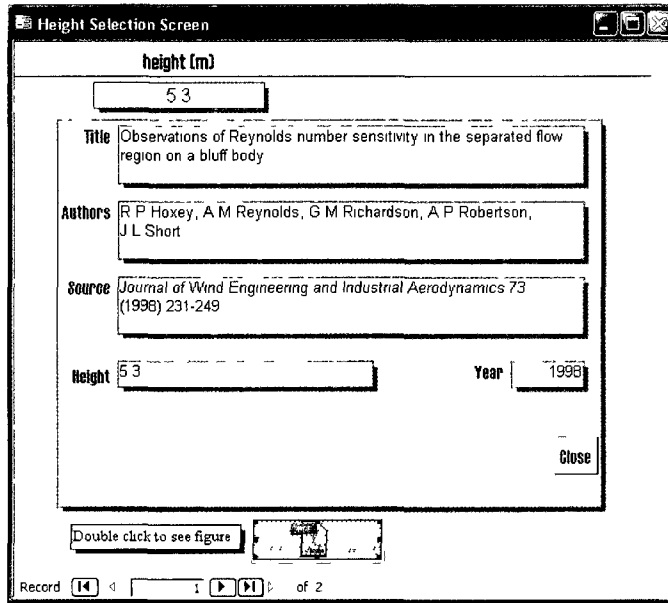 Height Selection Screen
height (m)
5 3
Title Observations of Reynolds number sensitivity in the separated flow
region on a bluff body
Authors R P Hoxey, A M Reynolds, G M Richardson, A P Robertson,
J L Short
Source Journal of Wind Engineering and Industrial Aerodynamics 73
(1998) 231-249
Height 5 3 Year 1998
Close
Double click to see figure
Record 1 of 2